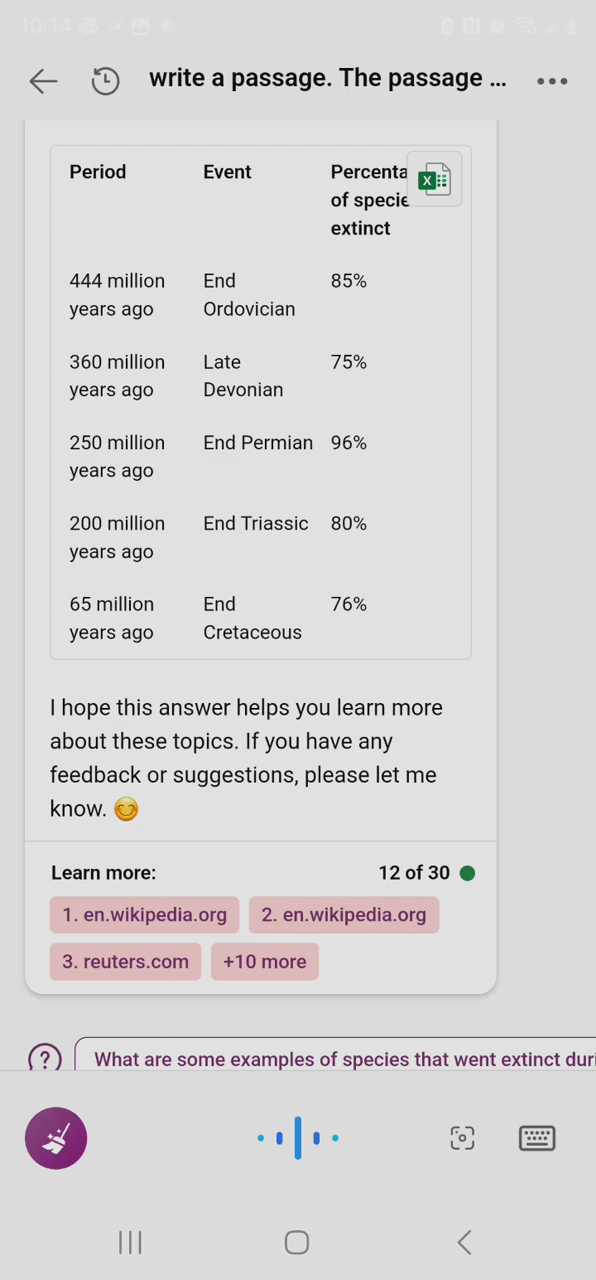 10:14
write a passage. The passage ...
Period Event Percenta
of specie
extinct
444 million End 85%
years ago Ordovician
360 million Late 75%
years ago Devonian
250 million End Permian 96%
years ago
200 million End Triassic 80%
years ago
65 million End 76%
years ago Cretaceous
I hope this answer helps you learn more
about these topics. If you have any
feedback or suggestions, please let me
know. 😊
Learn more: 12 of 30
1. en.wikipedia.org 2. en.wikipedia.org
3. reuters.com +10 more
What are some examples of species that went extinct duri